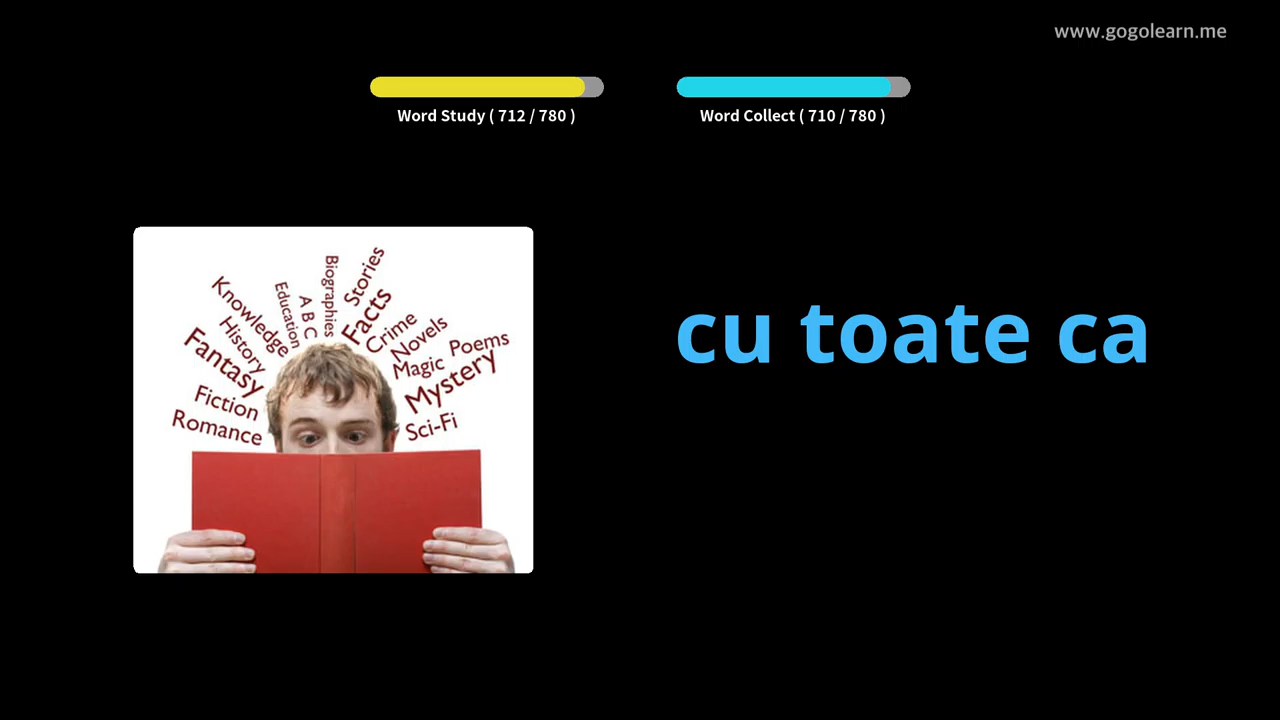 www.gogolearn.me
Word Study ( 712 / 780 )
Word Collect ( 710 / 780 )
cu toate ca
Biographies
Stories
Education
A B C
Facts
Knowledge
Crime
History
Novels
Fantasy
Magic
Poems
Mystery
Fiction
Romance
Sci-Fi